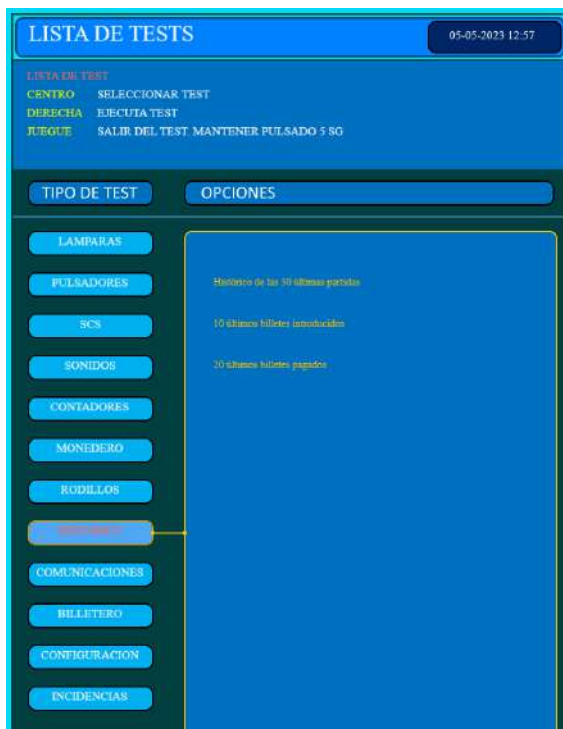 LISTA DE TESTS
05-05-2023 12:57
LISTA DE TEST
CENTRO SELECCIONAR TEST
DERECHA EJECUTA TEST
JUEGUE SALIR DEL TEST. MANTENER PULSADO 5 SG
TIPO DE TEST
OPCIONES
LAMPARAS
PULSADORES
SCS
SONIDOS
CONTADORES
MONEDERO
RODILLOS
HISTORICO
COMUNICACIONES
BILLETERO
CONFIGURACION
INCIDENCIAS
Histórico de las 30 últimas partidas
10 últimos billetes introducidos
20 últimos billetes pagados